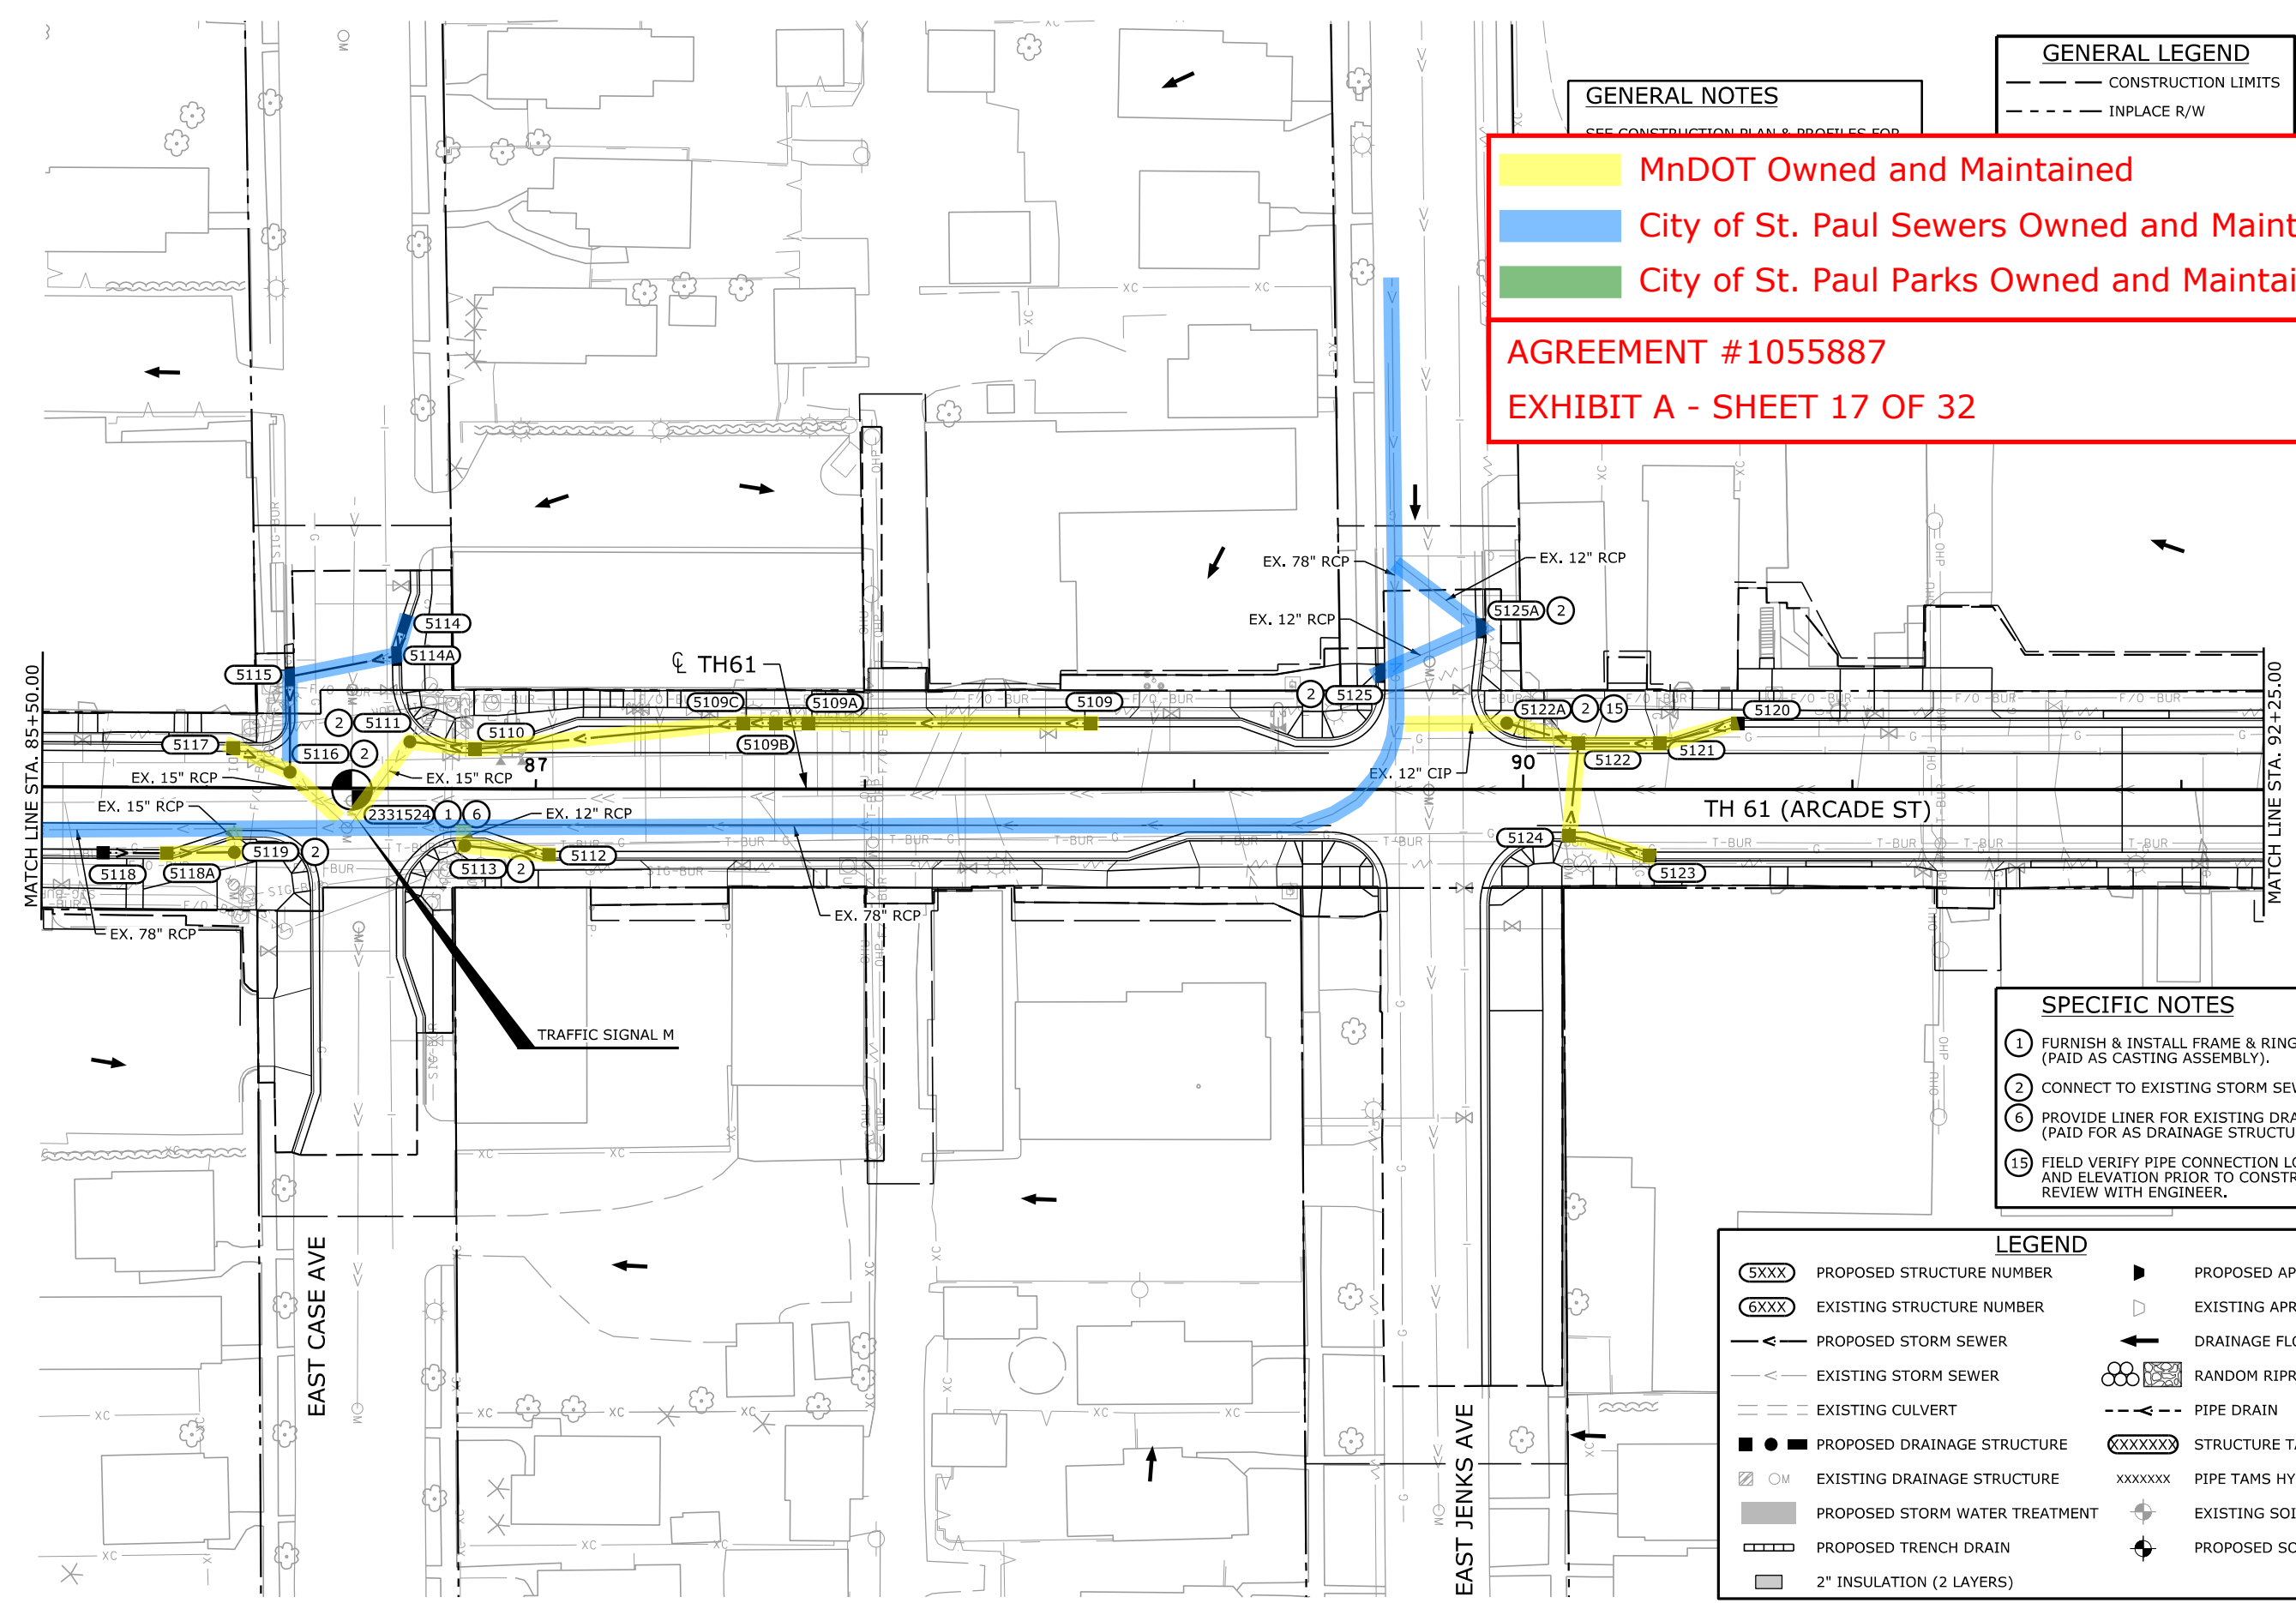 GENERAL NOTES
GENERAL LEGEND
CONSTRUCTION LIMITS
INPLACE R/W
MnDOT Owned and Maintained
City of St. Paul Sewers Owned and Maint
City of St. Paul Parks Owned and Maintai
AGREEMENT #1055887
EXHIBIT A - SHEET 17 OF 32
EX. 78" RCP
EX. 12" RCP
EX. 12" RCP
5125A 2
5114
5114A
5115
℄ TH61
2 5125
5109C
5109A
5109
5122A 2 15
5120
2 5111
5110
5109B
5117
5116 2
5122
5121
EX. 15" RCP
EX. 15" RCP
87
EX. 12" CIP
90
EX. 15" RCP
2331524 1 6
EX. 12" RCP
TH 61 (ARCADE ST)
5119 2
5118
5118A
5113 2
5112
5124
5123
EX. 78" RCP
EX. 78" RCP
MATCH LINE STA. 85+50.00
MATCH LINE STA. 92+25.00
TRAFFIC SIGNAL M
EAST CASE AVE
EAST JENKS AVE
SPECIFIC NOTES
1 FURNISH & INSTALL FRAME & RING
(PAID AS CASTING ASSEMBLY).
2 CONNECT TO EXISTING STORM SEW
6 PROVIDE LINER FOR EXISTING DRA
(PAID FOR AS DRAINAGE STRUCTU
15 FIELD VERIFY PIPE CONNECTION LO
AND ELEVATION PRIOR TO CONSTR
REVIEW WITH ENGINEER.
LEGEND
5XXX PROPOSED STRUCTURE NUMBER
6XXX EXISTING STRUCTURE NUMBER
PROPOSED STORM SEWER
EXISTING STORM SEWER
EXISTING CULVERT
PROPOSED DRAINAGE STRUCTURE
EXISTING DRAINAGE STRUCTURE
PROPOSED STORM WATER TREATMENT
PROPOSED TRENCH DRAIN
2" INSULATION (2 LAYERS)
PROPOSED AP
EXISTING APR
DRAINAGE FLO
RANDOM RIPR
PIPE DRAIN
XXXXXXX STRUCTURE TA
XXXXXXX PIPE TAMS HY
EXISTING SOI
PROPOSED SO